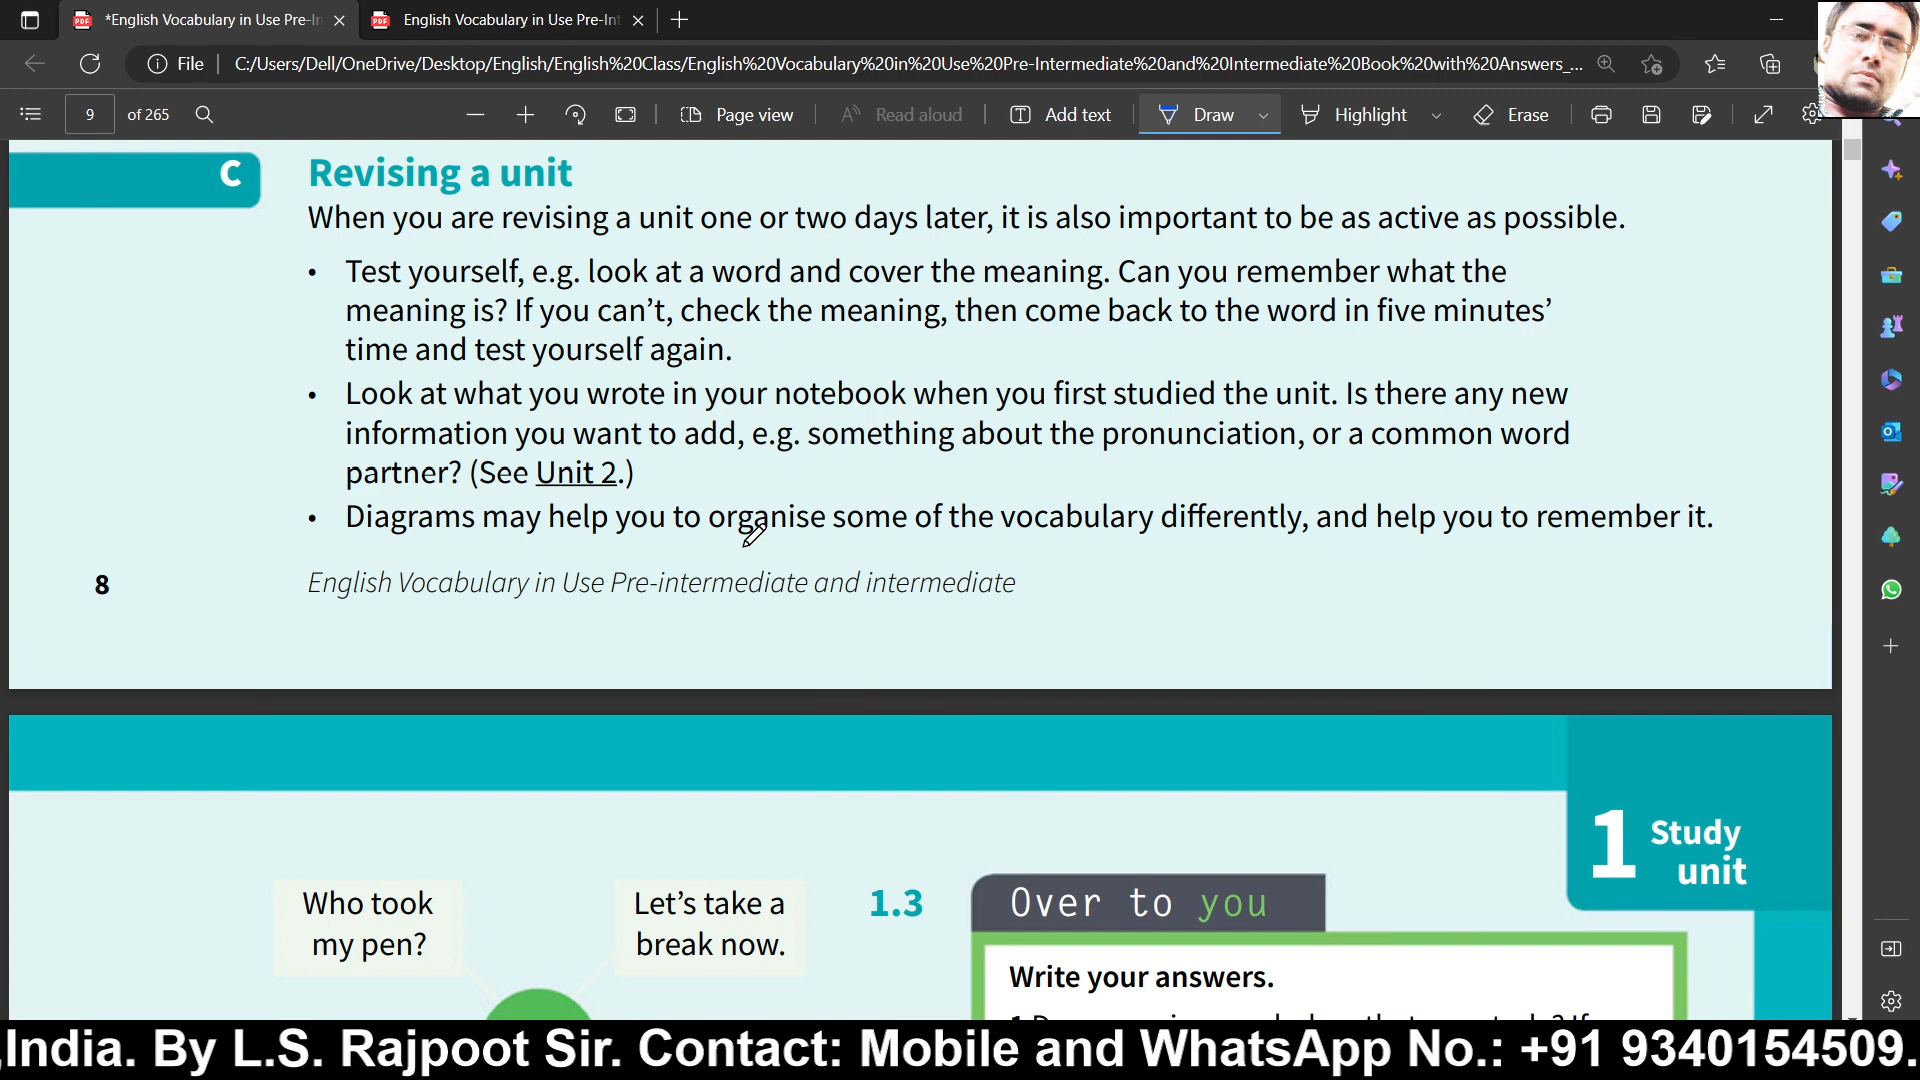 *English Vocabulary in Use Pre-In
English Vocabulary in Use Pre-Int
File
C:/Users/Dell/OneDrive/Desktop/English/English%20Class/English%20Vocabulary%20in%20Use%20Pre-Intermediate%20and%20Intermediate%20Book%20with%20Answers_...
9 of 265
Page view
Read aloud
Add text
Draw
Highlight
Erase
C Revising a unit
When you are revising a unit one or two days later, it is also important to be as active as possible.
• Test yourself, e.g. look at a word and cover the meaning. Can you remember what the
meaning is? If you can’t, check the meaning, then come back to the word in five minutes’
time and test yourself again.
• Look at what you wrote in your notebook when you first studied the unit. Is there any new
information you want to add, e.g. something about the pronunciation, or a common word
partner? (See Unit 2.)
• Diagrams may help you to organise some of the vocabulary differently, and help you to remember it.
8 English Vocabulary in Use Pre-intermediate and intermediate
1 Study
unit
Who took
my pen?
Let’s take a
break now.
1.3 Over to you
Write your answers.
,India. By L.S. Rajpoot Sir. Contact: Mobile and WhatsApp No.: +91 9340154509.